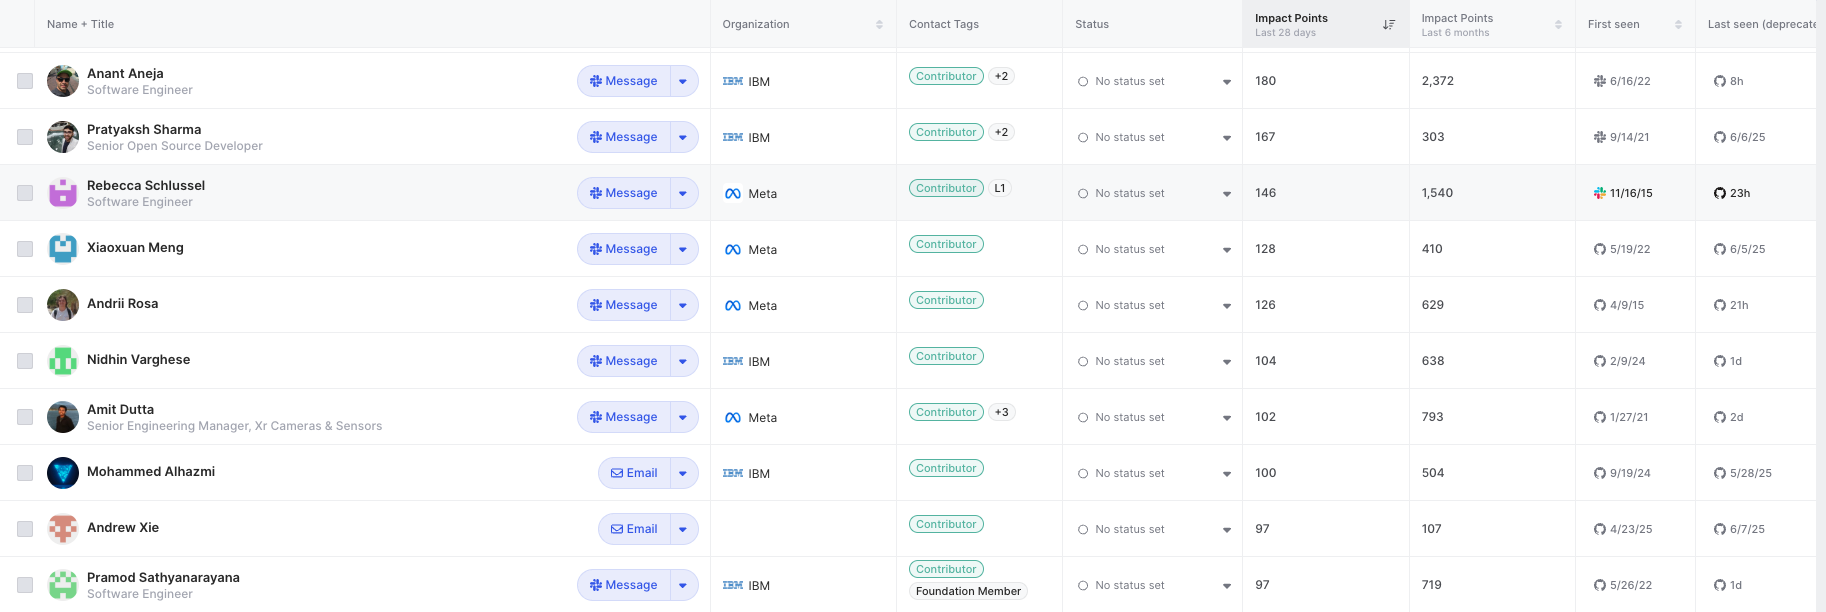 Name + Title Organization Contact Tags Status Impact Points Impact Points First seen Last seen (deprecate
Last 28 days Last 6 months
Anant Aneja
Software Engineer
Message IBM IBM Contributor +2 No status set 180 2,372 6/16/22 8h
Pratyaksh Sharma
Senior Open Source Developer
Message IBM IBM Contributor +2 No status set 167 303 9/14/21 6/6/25
Rebecca Schlussel
Software Engineer
Message Meta Contributor L1 No status set 146 1,540 11/16/15 23h
Xiaoxuan Meng Message Meta Contributor No status set 128 410 5/19/22 6/5/25
Andrii Rosa Message Meta Contributor No status set 126 629 4/9/15 21h
Nidhin Varghese Message IBM IBM Contributor No status set 104 638 2/9/24 1d
Amit Dutta
Senior Engineering Manager, Xr Cameras & Sensors
Message Meta Contributor +3 No status set 102 793 1/27/21 2d
Mohammed Alhazmi Email IBM IBM Contributor No status set 100 504 9/19/24 5/28/25
Andrew Xie Email Contributor No status set 97 107 4/23/25 6/7/25
Pramod Sathyanarayana
Software Engineer
Message IBM IBM Contributor No status set 97 719 5/26/22 1d
Foundation Member